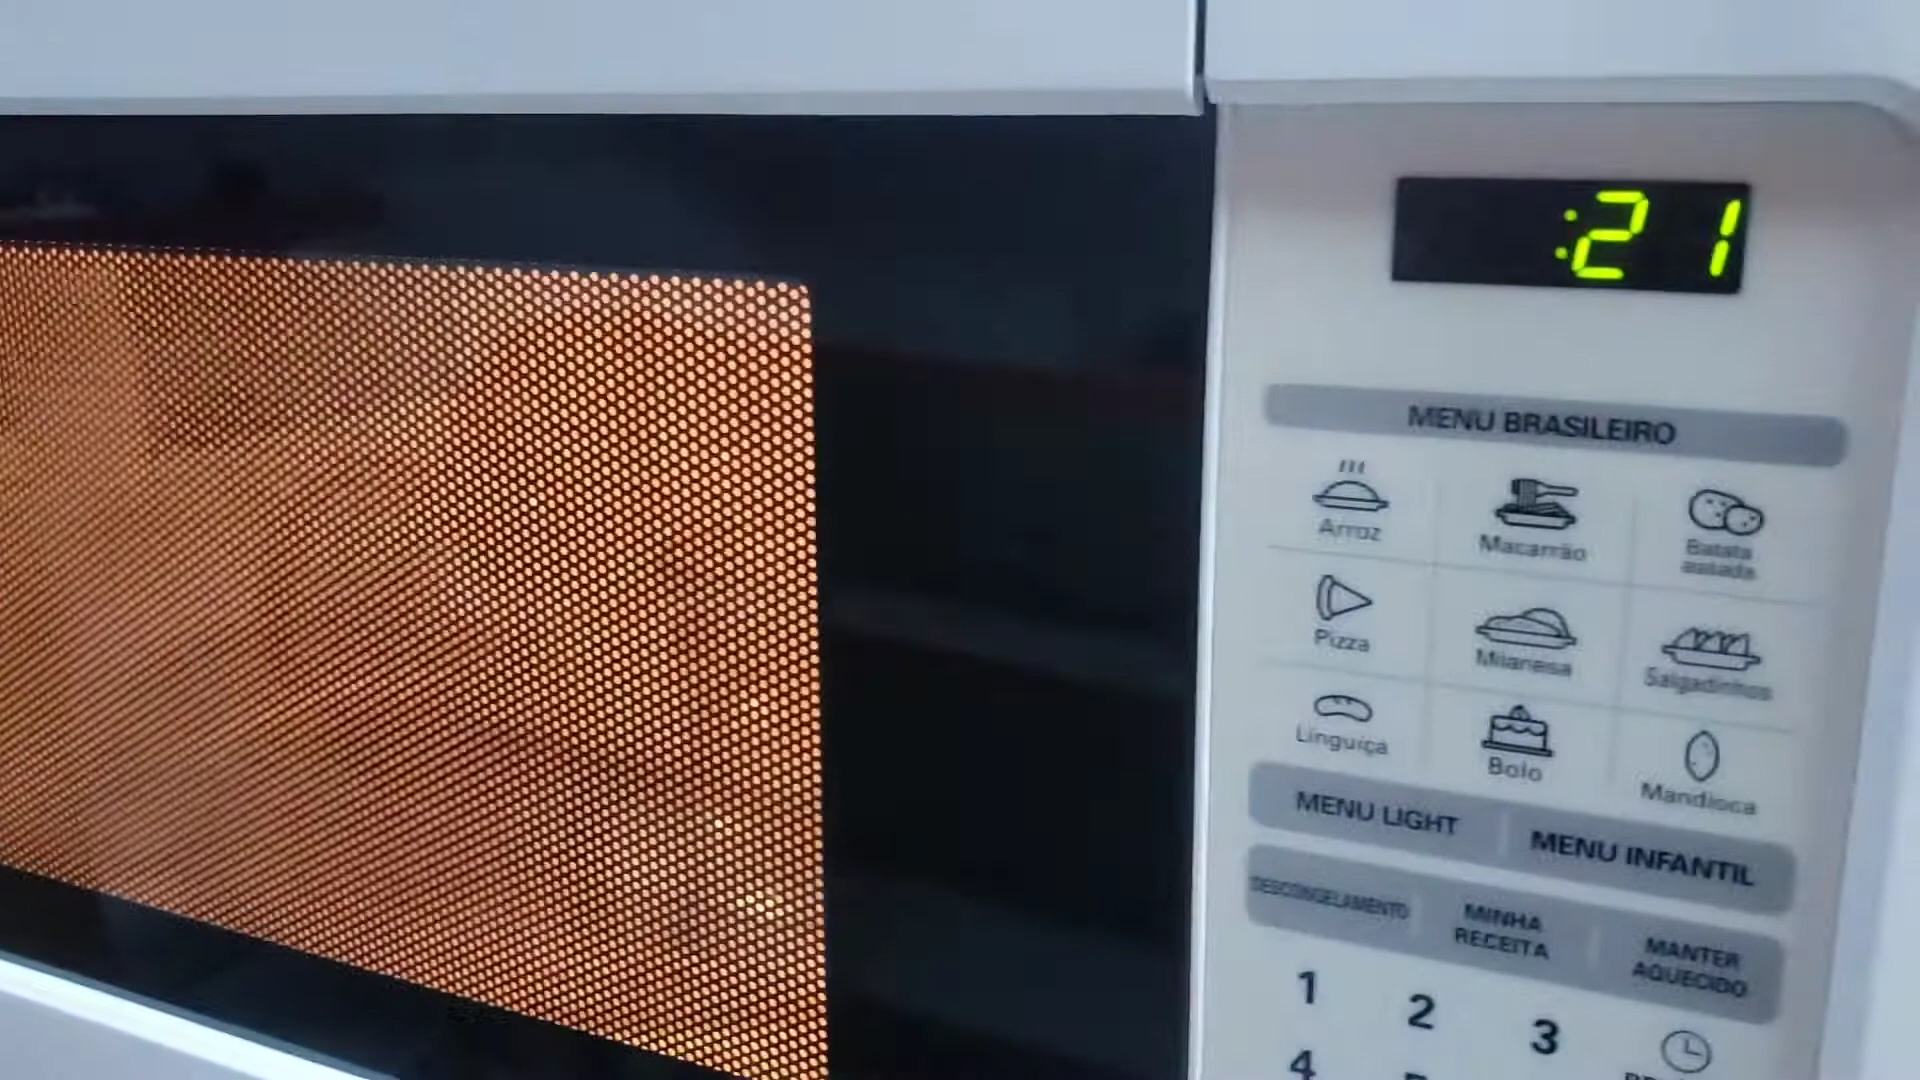 :21
MENU BRASILEIRO
Arroz
Macarrão
Batata
assada
Pizza
Milanesa
Salgadinhos
Linguiça
Bolo
Mandioca
MENU LIGHT
MENU INFANTIL
DESCONGELAMENTO
MINHA
RECEITA
MANTER
AQUECIDO
1
2
3
4